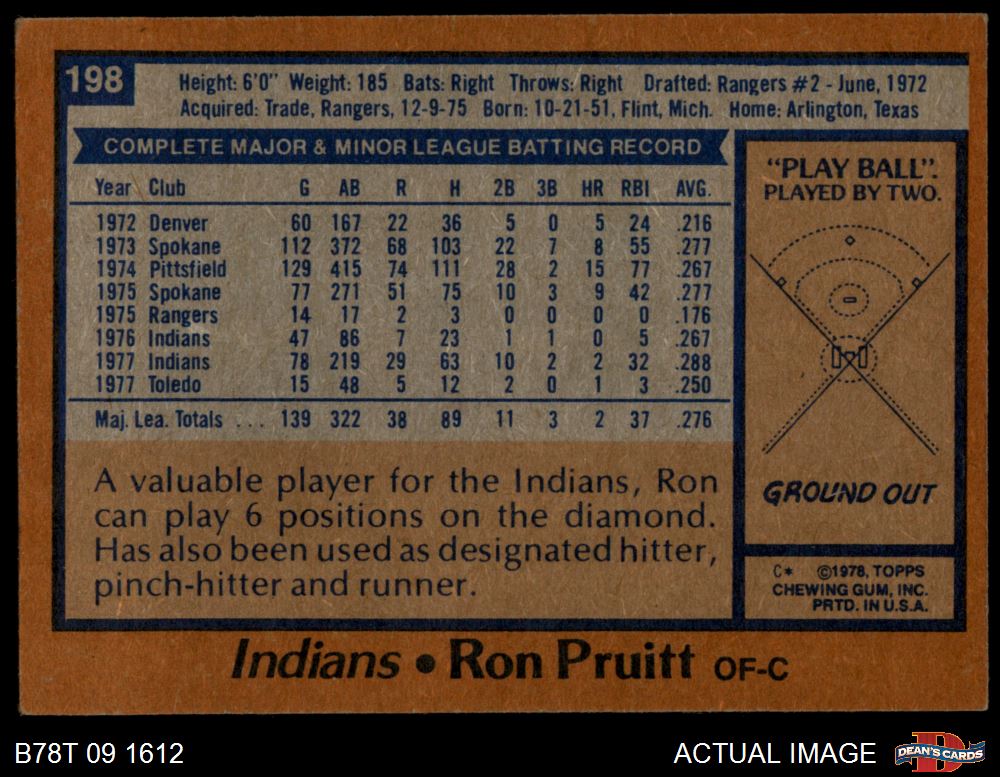 198
Height: 6'0" Weight: 185 Bats: Right Throws: Right Drafted: Rangers #2 - June, 1972
Acquired: Trade, Rangers, 12-9-75 Born: 10-21-51, Flint, Mich. Home: Arlington, Texas
COMPLETE MAJOR & MINOR LEAGUE BATTING RECORD
Year Club G AB R H 2B 3B HR RBI AVG.
1972 Denver 60 167 22 36 5 0 5 24 .216
1973 Spokane 112 372 68 103 22 7 8 55 .277
1974 Pittsfield 129 415 74 111 28 2 15 77 .267
1975 Spokane 77 271 51 75 10 3 9 42 .277
1975 Rangers 14 17 2 3 0 0 0 0 .176
1976 Indians 47 86 7 23 1 1 0 5 .267
1977 Indians 78 219 29 63 10 2 2 32 .288
1977 Toledo 15 48 5 12 2 0 1 3 .250
Maj. Lea. Totals ... 139 322 38 89 11 3 2 37 .276
A valuable player for the Indians, Ron
can play 6 positions on the diamond.
Has also been used as designated hitter,
pinch-hitter and runner.
"PLAY BALL":
PLAYED BY TWO.
GROUND OUT
C* ©1978, TOPPS
CHEWING GUM, INC.
PRTD. IN U.S.A.
Indians • Ron Pruitt OF-C
B78T 09 1612
ACTUAL IMAGE
D
DEAN'S CARDS